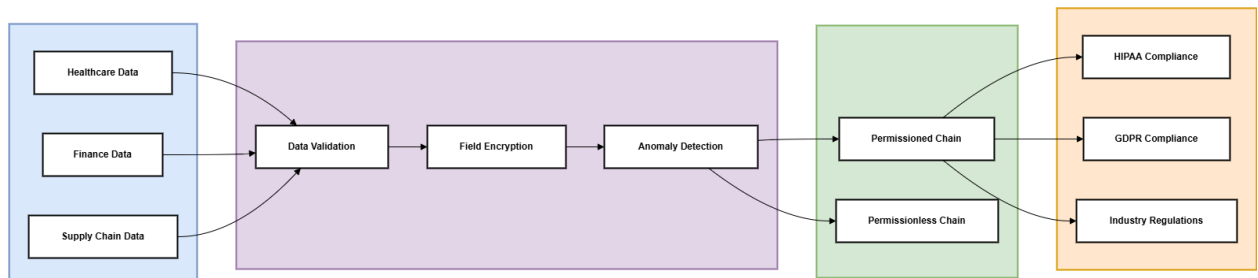 Healthcare Data
Finance Data
Supply Chain Data
Data Validation
Field Encryption
Anomaly Detection
Permissioned Chain
Permissionless Chain
HIPAA Compliance
GDPR Compliance
Industry Regulations